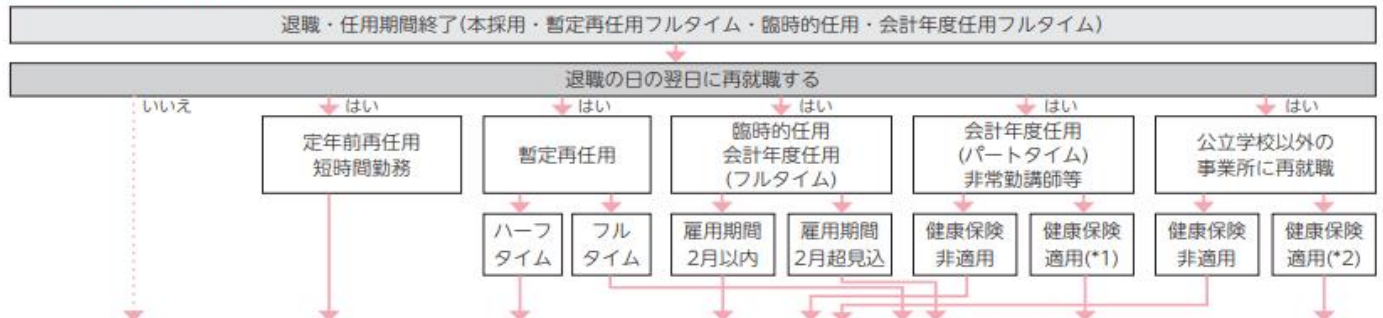 退職・任用期間終了(本採用・暫定再任用フルタイム・臨時的任用・会計年度任用フルタイム)
退職の日の翌日に再就職する
いいえ
はい
はい
はい
はい
はい
定年前再任用
短時間勤務
暫定再任用
臨時的任用
会計年度任用
(フルタイム)
会計年度任用
(パートタイム)
非常勤講師等
公立学校以外の
事業所に再就職
ハーフ
タイム
フル
タイム
雇用期間
2月以内
雇用期間
2月超見込
健康保険
非適用
健康保険
適用(*1)
健康保険
非適用
健康保険
適用(*2)